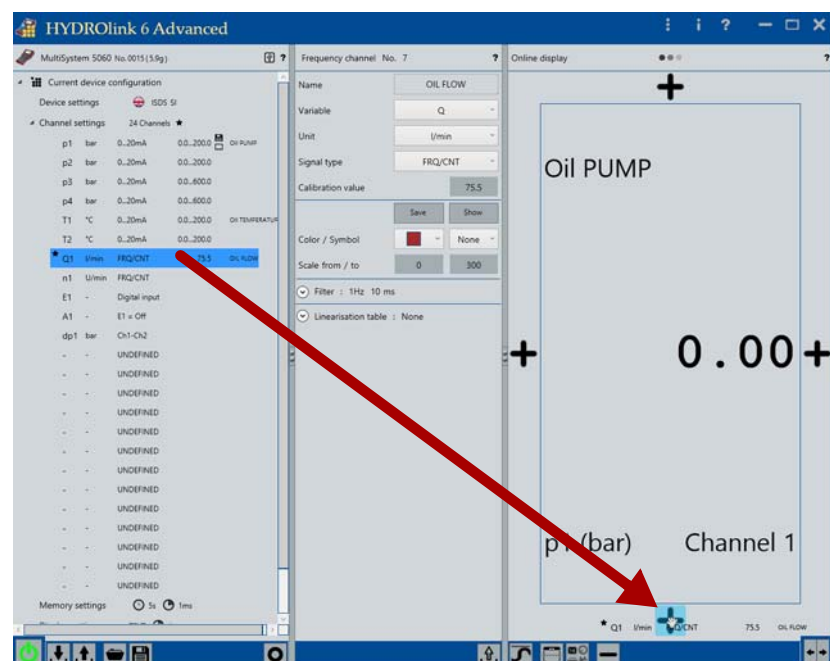 HYDROlink 6 Advanced
MultiSystem 5060 No. 0015 (5.9g) ?
Current device configuration
Device settings ISDS SI
Channel settings 24 Channels
p1 bar 0..20mA 0.0...200.0 OIL PUMP
p2 bar 0..20mA 0.0...200.0
p3 bar 0..20mA 0.0...600.0
p4 bar 0..20mA 0.0...600.0
T1 °C 0..20mA 0.0...200.0 OIL TEMPERATUR
T2 °C 0..20mA 0.0...200.0
Q1 l/min FRQ/CNT 75.5 OIL FLOW
n1 U/min FRQ/CNT
E1 - Digital input
A1 - E1 = Off
dp1 bar Ch1-Ch2
- - UNDEFINED
- - UNDEFINED
- - UNDEFINED
- - UNDEFINED
- - UNDEFINED
- - UNDEFINED
- - UNDEFINED
- - UNDEFINED
- - UNDEFINED
- - UNDEFINED
- - UNDEFINED
- - UNDEFINED
- - UNDEFINED
Memory settings 5s 1ms
Frequency channel No. 7 ?
Name OIL FLOW
Variable Q
Unit l/min
Signal type FRQ/CNT
Calibration value 75.5
Save Show
Color / Symbol None
Scale from / to 0 300
Filter : 1Hz 10 ms
Linearisation table : None
Online display ?
Oil PUMP
0.00
p1 (bar) Channel 1
Q1 l/min FRQ/CNT 75.5 OIL FLOW